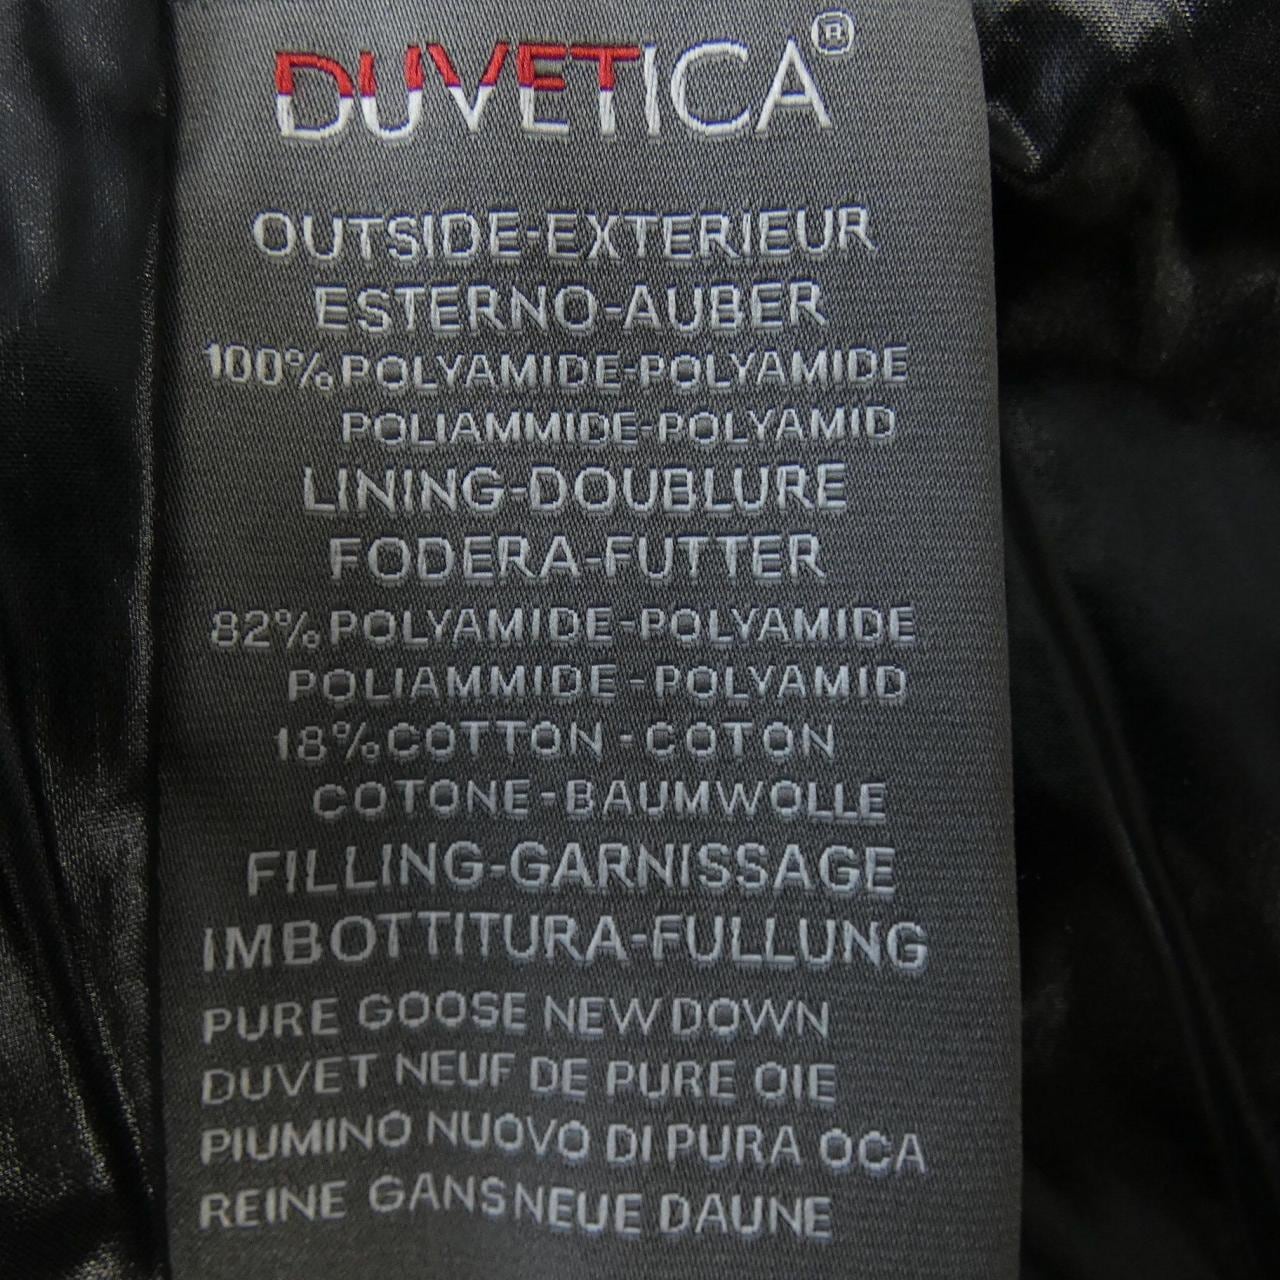 DUVETICA®
OUTSIDE-EXTERIEUR
ESTERNO-AUBER
100% POLYAMIDE-POLYAMIDE
POLIAMMIDE-POLYAMID
LINING-DOUBLURE
FODERA-FUTTER
82% POLYAMIDE-POLYAMIDE
POLIAMMIDE-POLYAMID
18% COTTON-COTON
COTONE-BAUMWOLLE
FILLING-GARNISSAGE
IMBOTTITURA-FULLUNG
PURE GOOSE NEW DOWN
DUVET NEUF DE PURE OIE
PIUMINO NUOVO DI PURA OCA
REINE GANSNEUE DAUNE